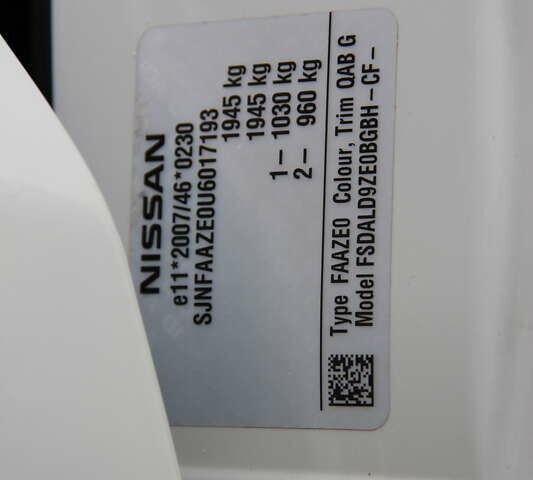 NISSAN
e11*2007/46*0230
SJNFAAZE0U6017193
1945 kg
1945 kg
1– 1030 kg
2– 960 kg
Type FAAZE0 Colour, Trim QAB G
Model FSDALD9ZE0BGBH–CF–